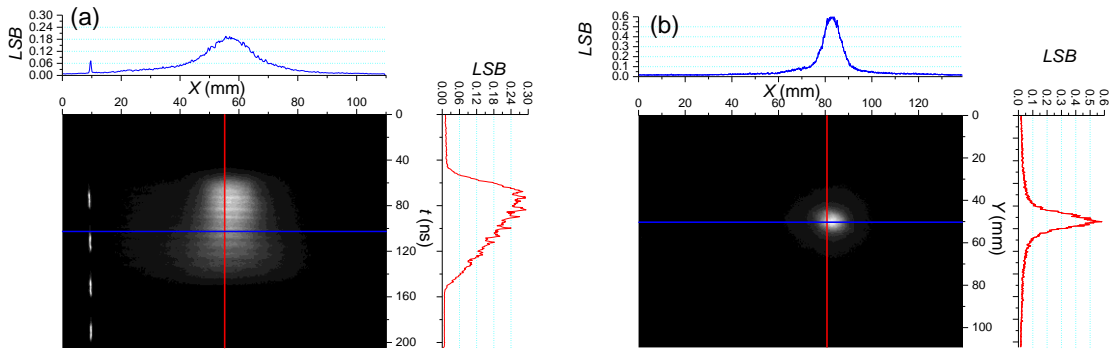 (a)
LSB
0.30
0.24
0.18
0.12
0.06
0.00
0 20 40 60 80 100
X (mm)
LSB
0.00 0.06 0.12 0.18 0.24 0.30
0
40
80
120
160
200
t (ns)
(b)
LSB
0.6
0.5
0.4
0.3
0.2
0.1
0.0
0 20 40 60 80 100 120
X (mm)
LSB
0.0 0.1 0.2 0.3 0.4 0.5 0.6
0
20
40
60
80
100
Y (mm)